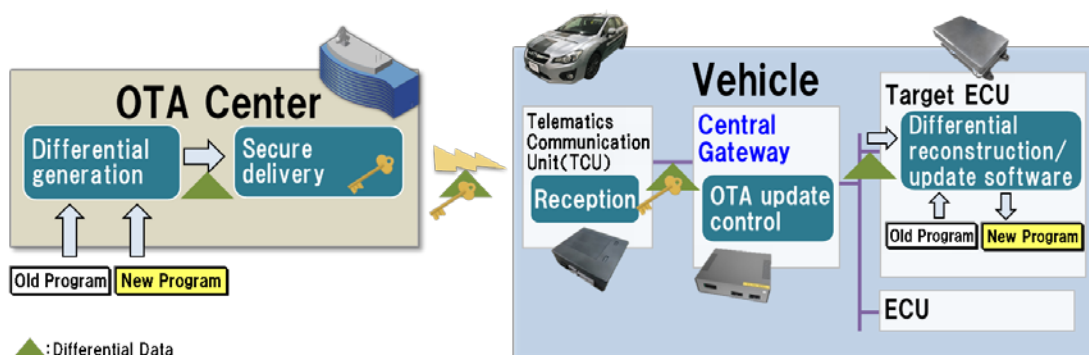 OTA Center
Differential
generation
Secure
delivery
Old Program
New Program
:Differential Data
Vehicle
Telematics
Communication
Unit(TCU)
Reception
Central
Gateway
OTA update
control
Target ECU
Differential
reconstruction/
update software
Old Program
New Program
ECU